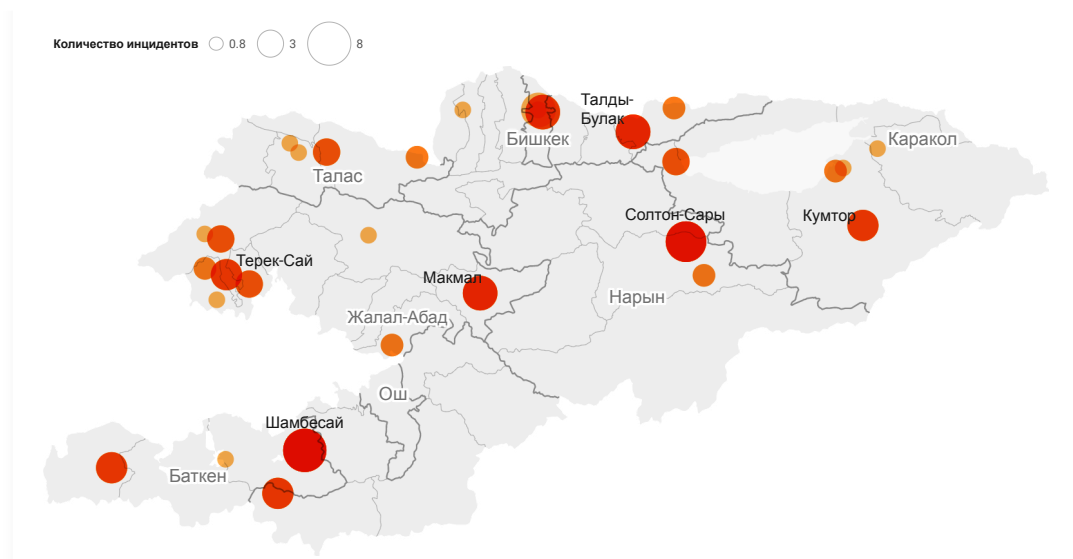 Количество инцидентов 0.8 3 8
Талды-
Булак
Бишкек
Каракол
Талас
Солтон-Сары
Кумтор
Терек-Сай
Макмал
Нарын
Жалал-Абад
Ош
Шамбесай
Баткен